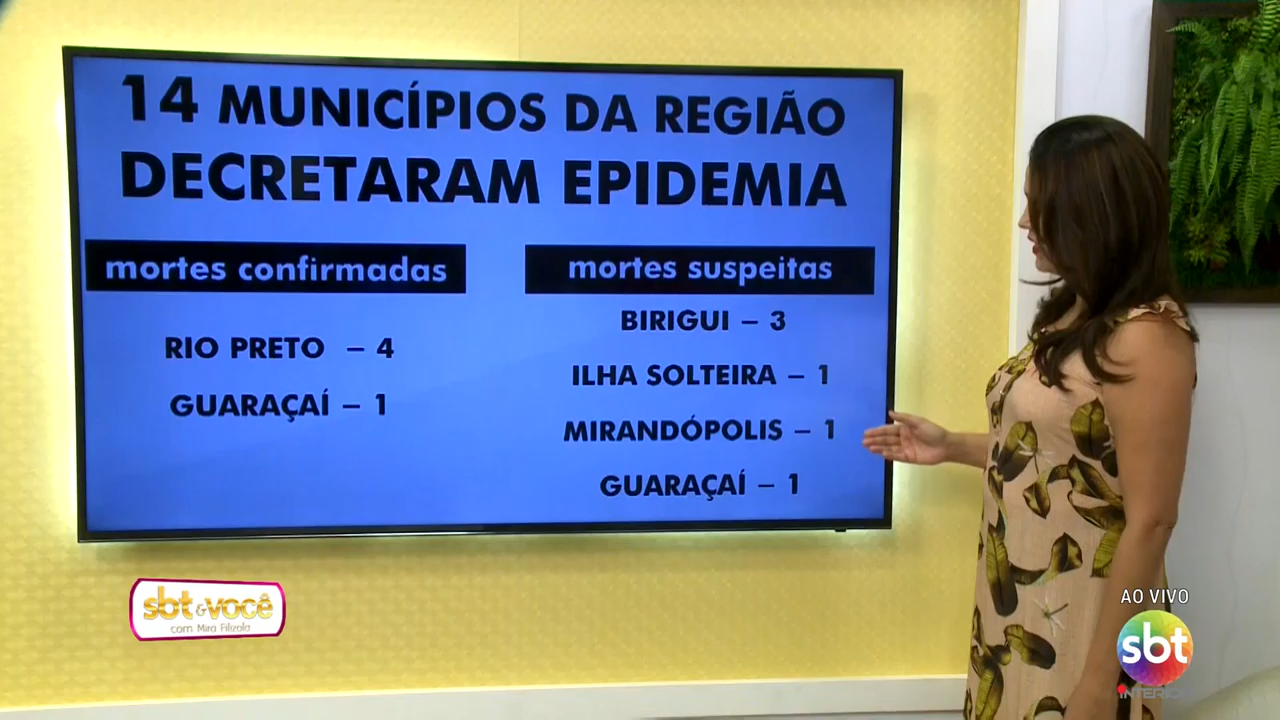 14 MUNICÍPIOS DA REGIÃO
DECRETARAM EPIDEMIA
mortes confirmadas
RIO PRETO – 4
GUARAÇAÍ – 1
mortes suspeitas
BIRIGUI – 3
ILHA SOLTEIRA – 1
MIRANDÓPOLIS – 1
GUARAÇAÍ – 1
sbt & você
com Mira Filizola
AO VIVO
sbt
INTERIOR